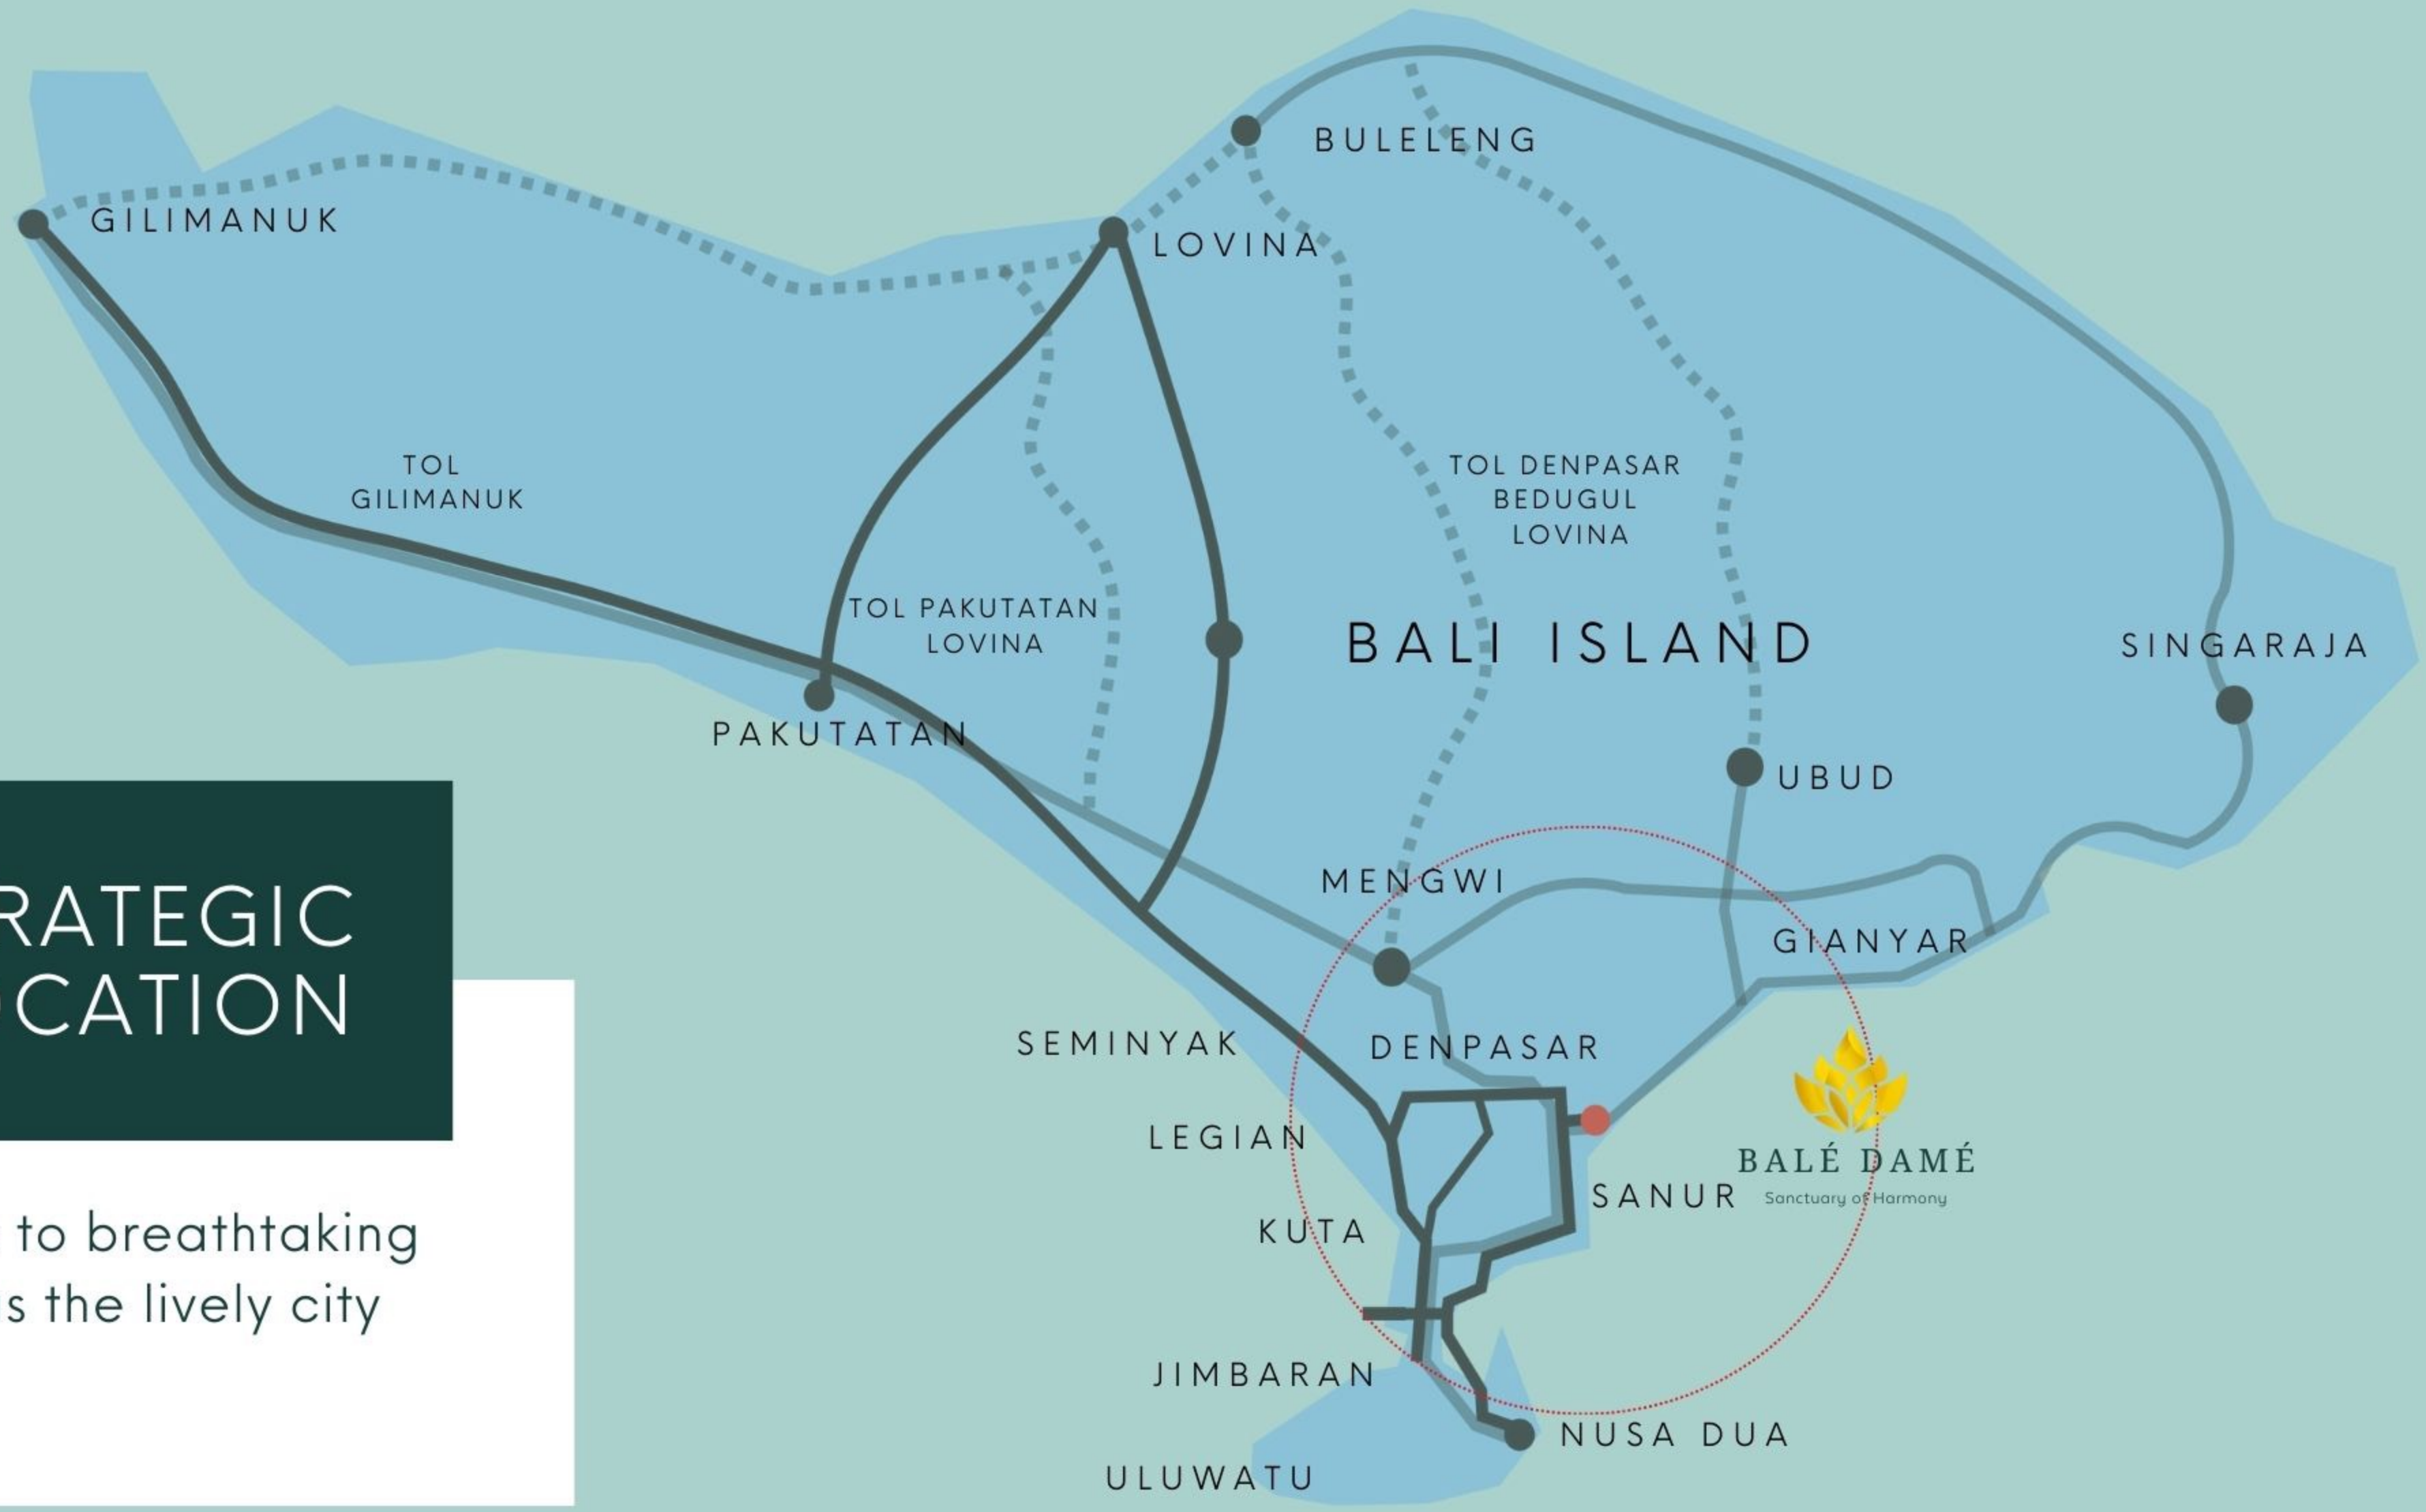 BULELENG
GILIMANUK
LOVINA
TOL
GILIMANUK
TOL DENPASAR
BEDUGUL
LOVINA
TOL PAKUTATAN
LOVINA
BALI ISLAND
SINGARAJA
PAKUTATAN
UBUD
MENGWI
GIANYAR
RATEGIC
CATION
SEMINYAK
DENPASAR
LEGIAN
BALÉ DAMÉ
Sanctuary of Harmony
SANUR
KUTA
to breathtaking
s the lively city
JIMBARAN
NUSA DUA
ULUWATU